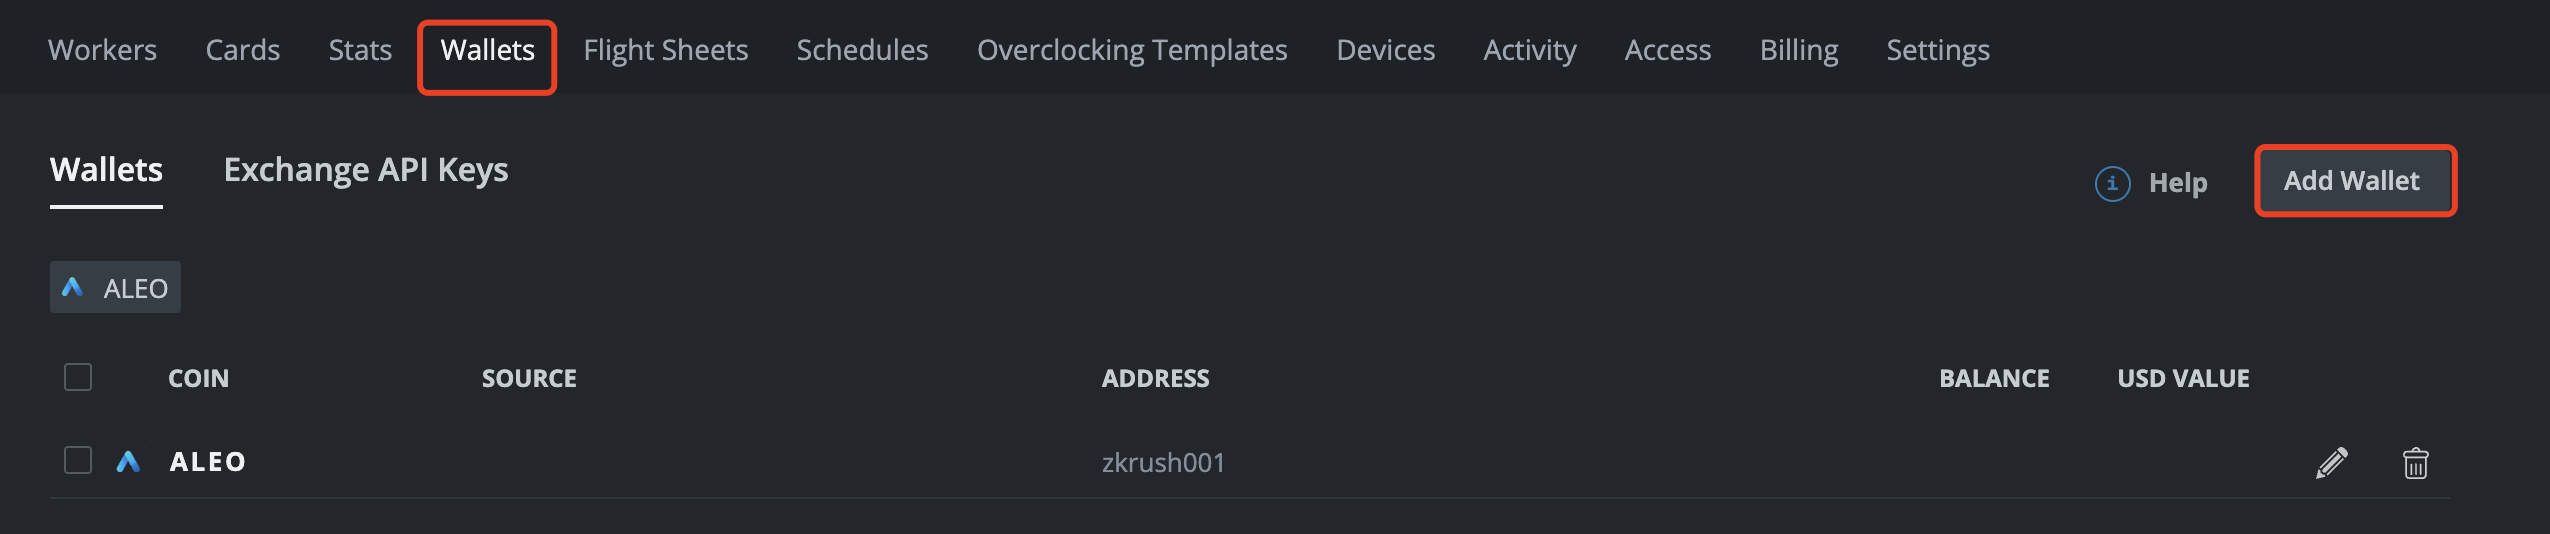 Workers Cards Stats Wallets Flight Sheets Schedules Overclocking Templates Devices Activity Access Billing Settings
Wallets Exchange API Keys Help Add Wallet
ALEO
COIN SOURCE ADDRESS BALANCE USD VALUE
ALEO zkrush001